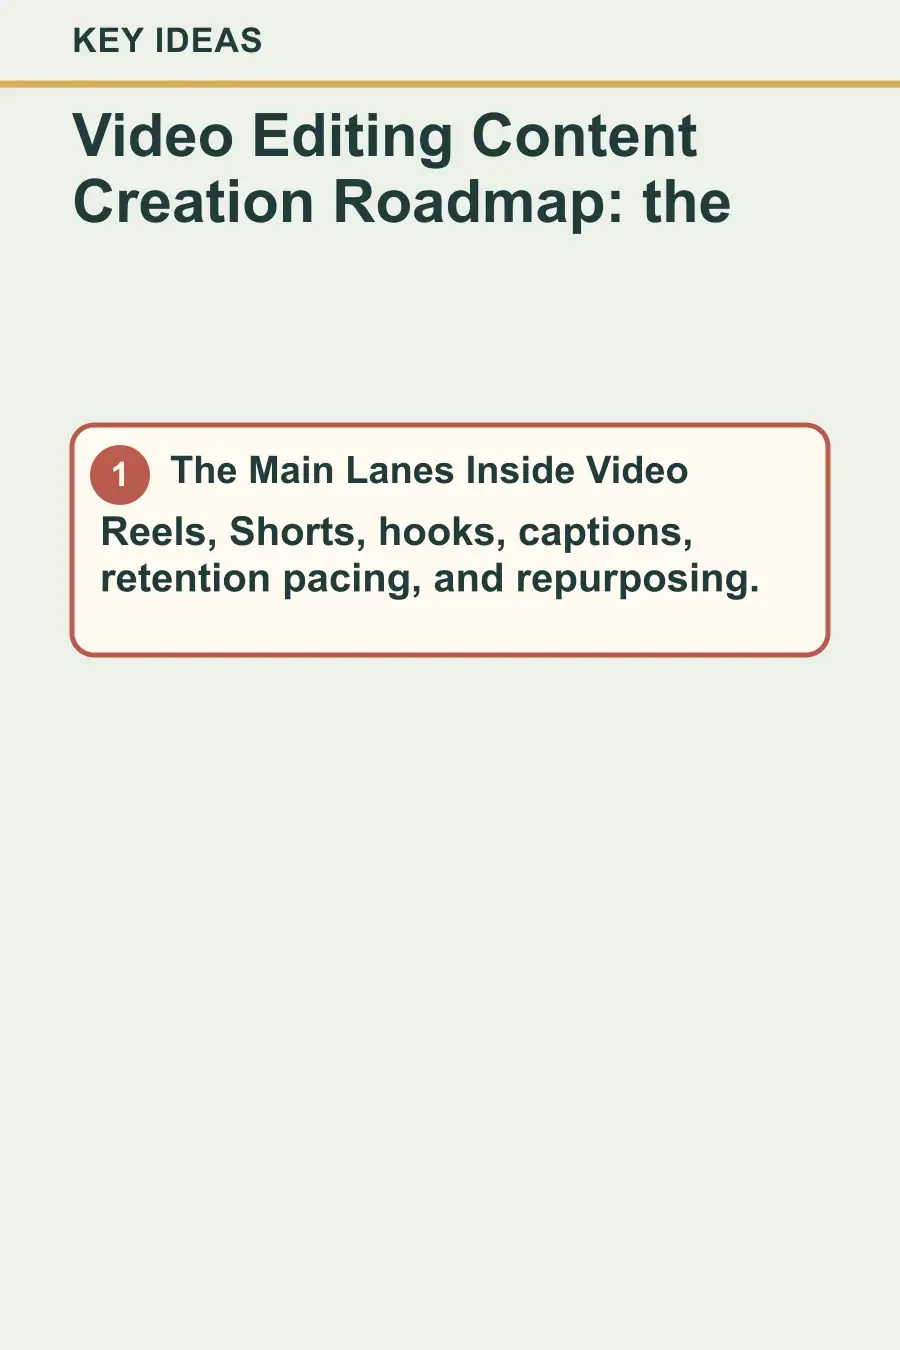 KEY IDEAS
Video Editing Content
Creation Roadmap: the
1 The Main Lanes Inside Video
Reels, Shorts, hooks, captions,
retention pacing, and repurposing.